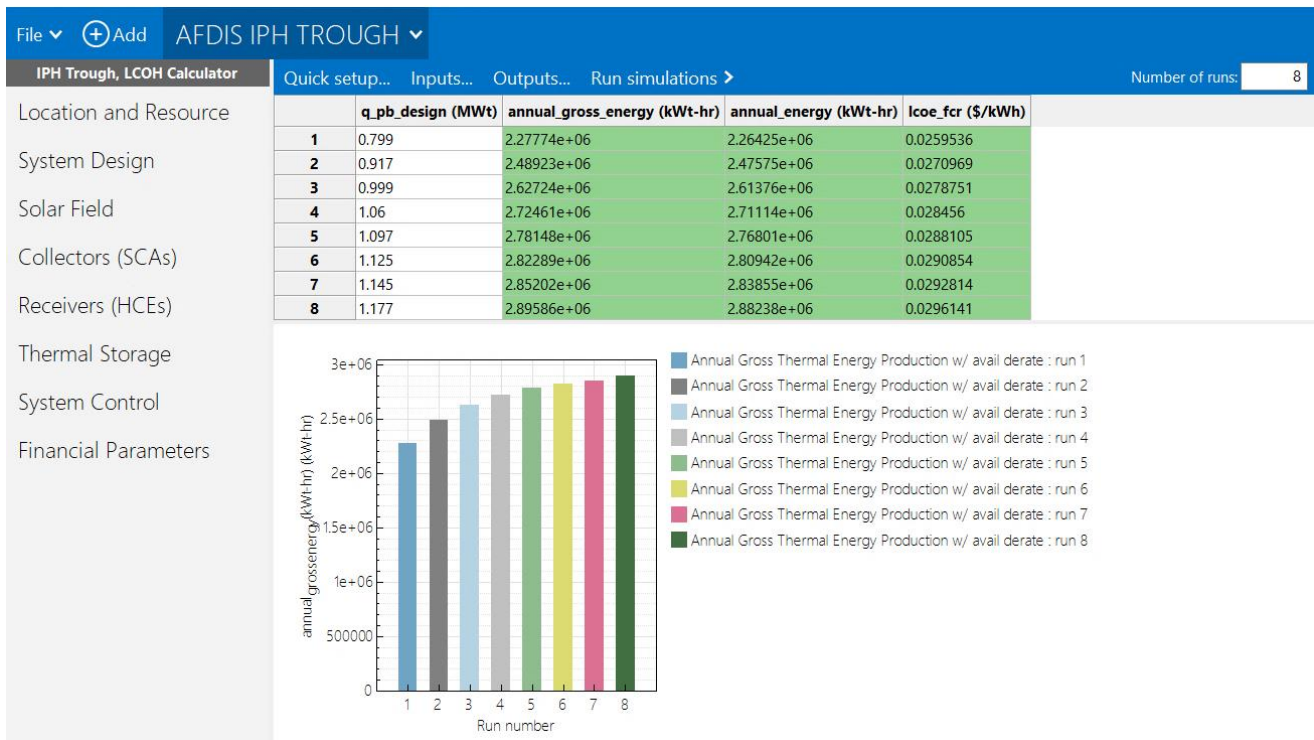 File Add AFDIS IPH TROUGH
IPH Trough, LCOH Calculator
Quick setup... Inputs... Outputs... Run simulations > Number of runs: 8
Location and Resource
System Design
Solar Field
Collectors (SCAs)
Receivers (HCEs)
Thermal Storage
System Control
Financial Parameters
q_pb_design (MWt) annual_gross_energy (kWt-hr) annual_energy (kWt-hr) lcoe_fcr ($/kWh)
1 0.799 2.27774e+06 2.26425e+06 0.0259536
2 0.917 2.48923e+06 2.47575e+06 0.0270969
3 0.999 2.62724e+06 2.61376e+06 0.0278751
4 1.06 2.72461e+06 2.71114e+06 0.028456
5 1.097 2.78148e+06 2.76801e+06 0.0288105
6 1.125 2.82289e+06 2.80942e+06 0.0290854
7 1.145 2.85202e+06 2.83855e+06 0.0292814
8 1.177 2.89586e+06 2.88238e+06 0.0296141
annual grossenergy (kWt-hr) (kWt-hr)
3e+06
2.5e+06
2e+06
1.5e+06
1e+06
500000
0
1 2 3 4 5 6 7 8
Run number
Annual Gross Thermal Energy Production w/ avail derate : run 1
Annual Gross Thermal Energy Production w/ avail derate : run 2
Annual Gross Thermal Energy Production w/ avail derate : run 3
Annual Gross Thermal Energy Production w/ avail derate : run 4
Annual Gross Thermal Energy Production w/ avail derate : run 5
Annual Gross Thermal Energy Production w/ avail derate : run 6
Annual Gross Thermal Energy Production w/ avail derate : run 7
Annual Gross Thermal Energy Production w/ avail derate : run 8